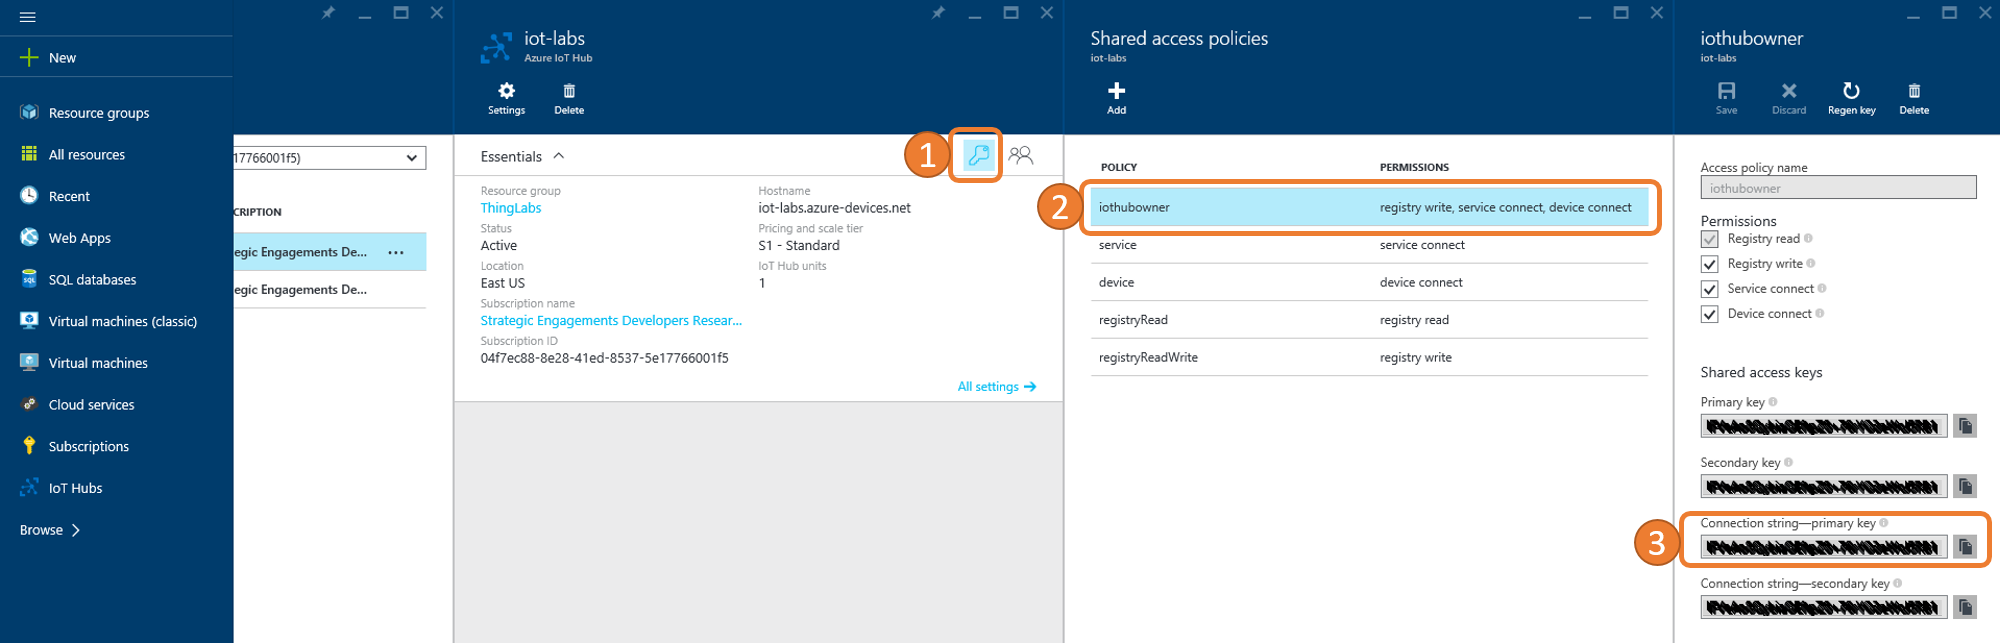 New
Resource groups
All resources
Recent
Web Apps
SQL databases
Virtual machines (classic)
Virtual machines
Cloud services
Subscriptions
IoT Hubs
Browse
17766001f5)
CRIPTION
egic Engagements De... ...
egic Engagements De...
iot-labs
Azure IoT Hub
Settings Delete
Essentials
1
Resource group
ThingLabs
Status
Active
Location
East US
Subscription name
Strategic Engagements Developers Resear...
Subscription ID
04f7ec88-8e28-41ed-8537-5e17766001f5
Hostname
iot-labs.azure-devices.net
Pricing and scale tier
S1 - Standard
IoT Hub units
1
All settings →
Shared access policies
iot-labs
Add
POLICY PERMISSIONS
2
iothubowner registry write, service connect, device connect
service service connect
device device connect
registryRead registry read
registryReadWrite registry write
iothubowner
iot-labs
Save Discard Regen key Delete
Access policy name
iothubowner
Permissions
Registry read
Registry write
Service connect
Device connect
Shared access keys
Primary key
Secondary key
3
Connection string—primary key
Connection string—secondary key